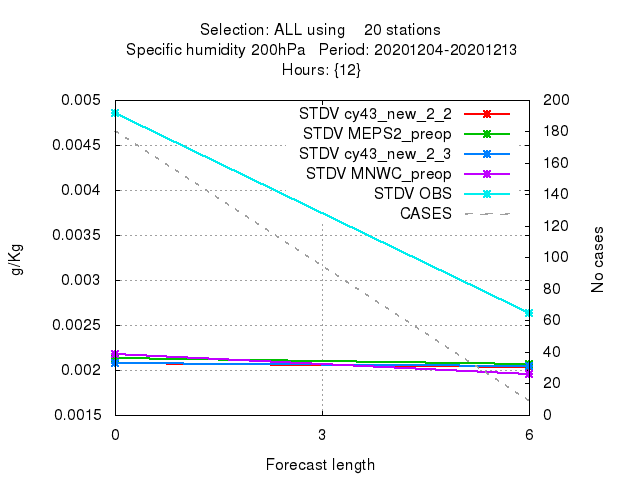 Selection: ALL using    20 stations
Specific humidity 200hPa   Period: 20201204-20201213
Hours: {12}
0.005
0.0045
0.004
0.0035
0.003
0.0025
0.002
0.0015
g/Kg
STDV cy43_new_2_2
STDV MEPS2_preop
STDV cy43_new_2_3
STDV MNWC_preop
STDV OBS
CASES
200
180
160
140
120
100
80
60
40
20
0
No cases
0
3
6
Forecast length